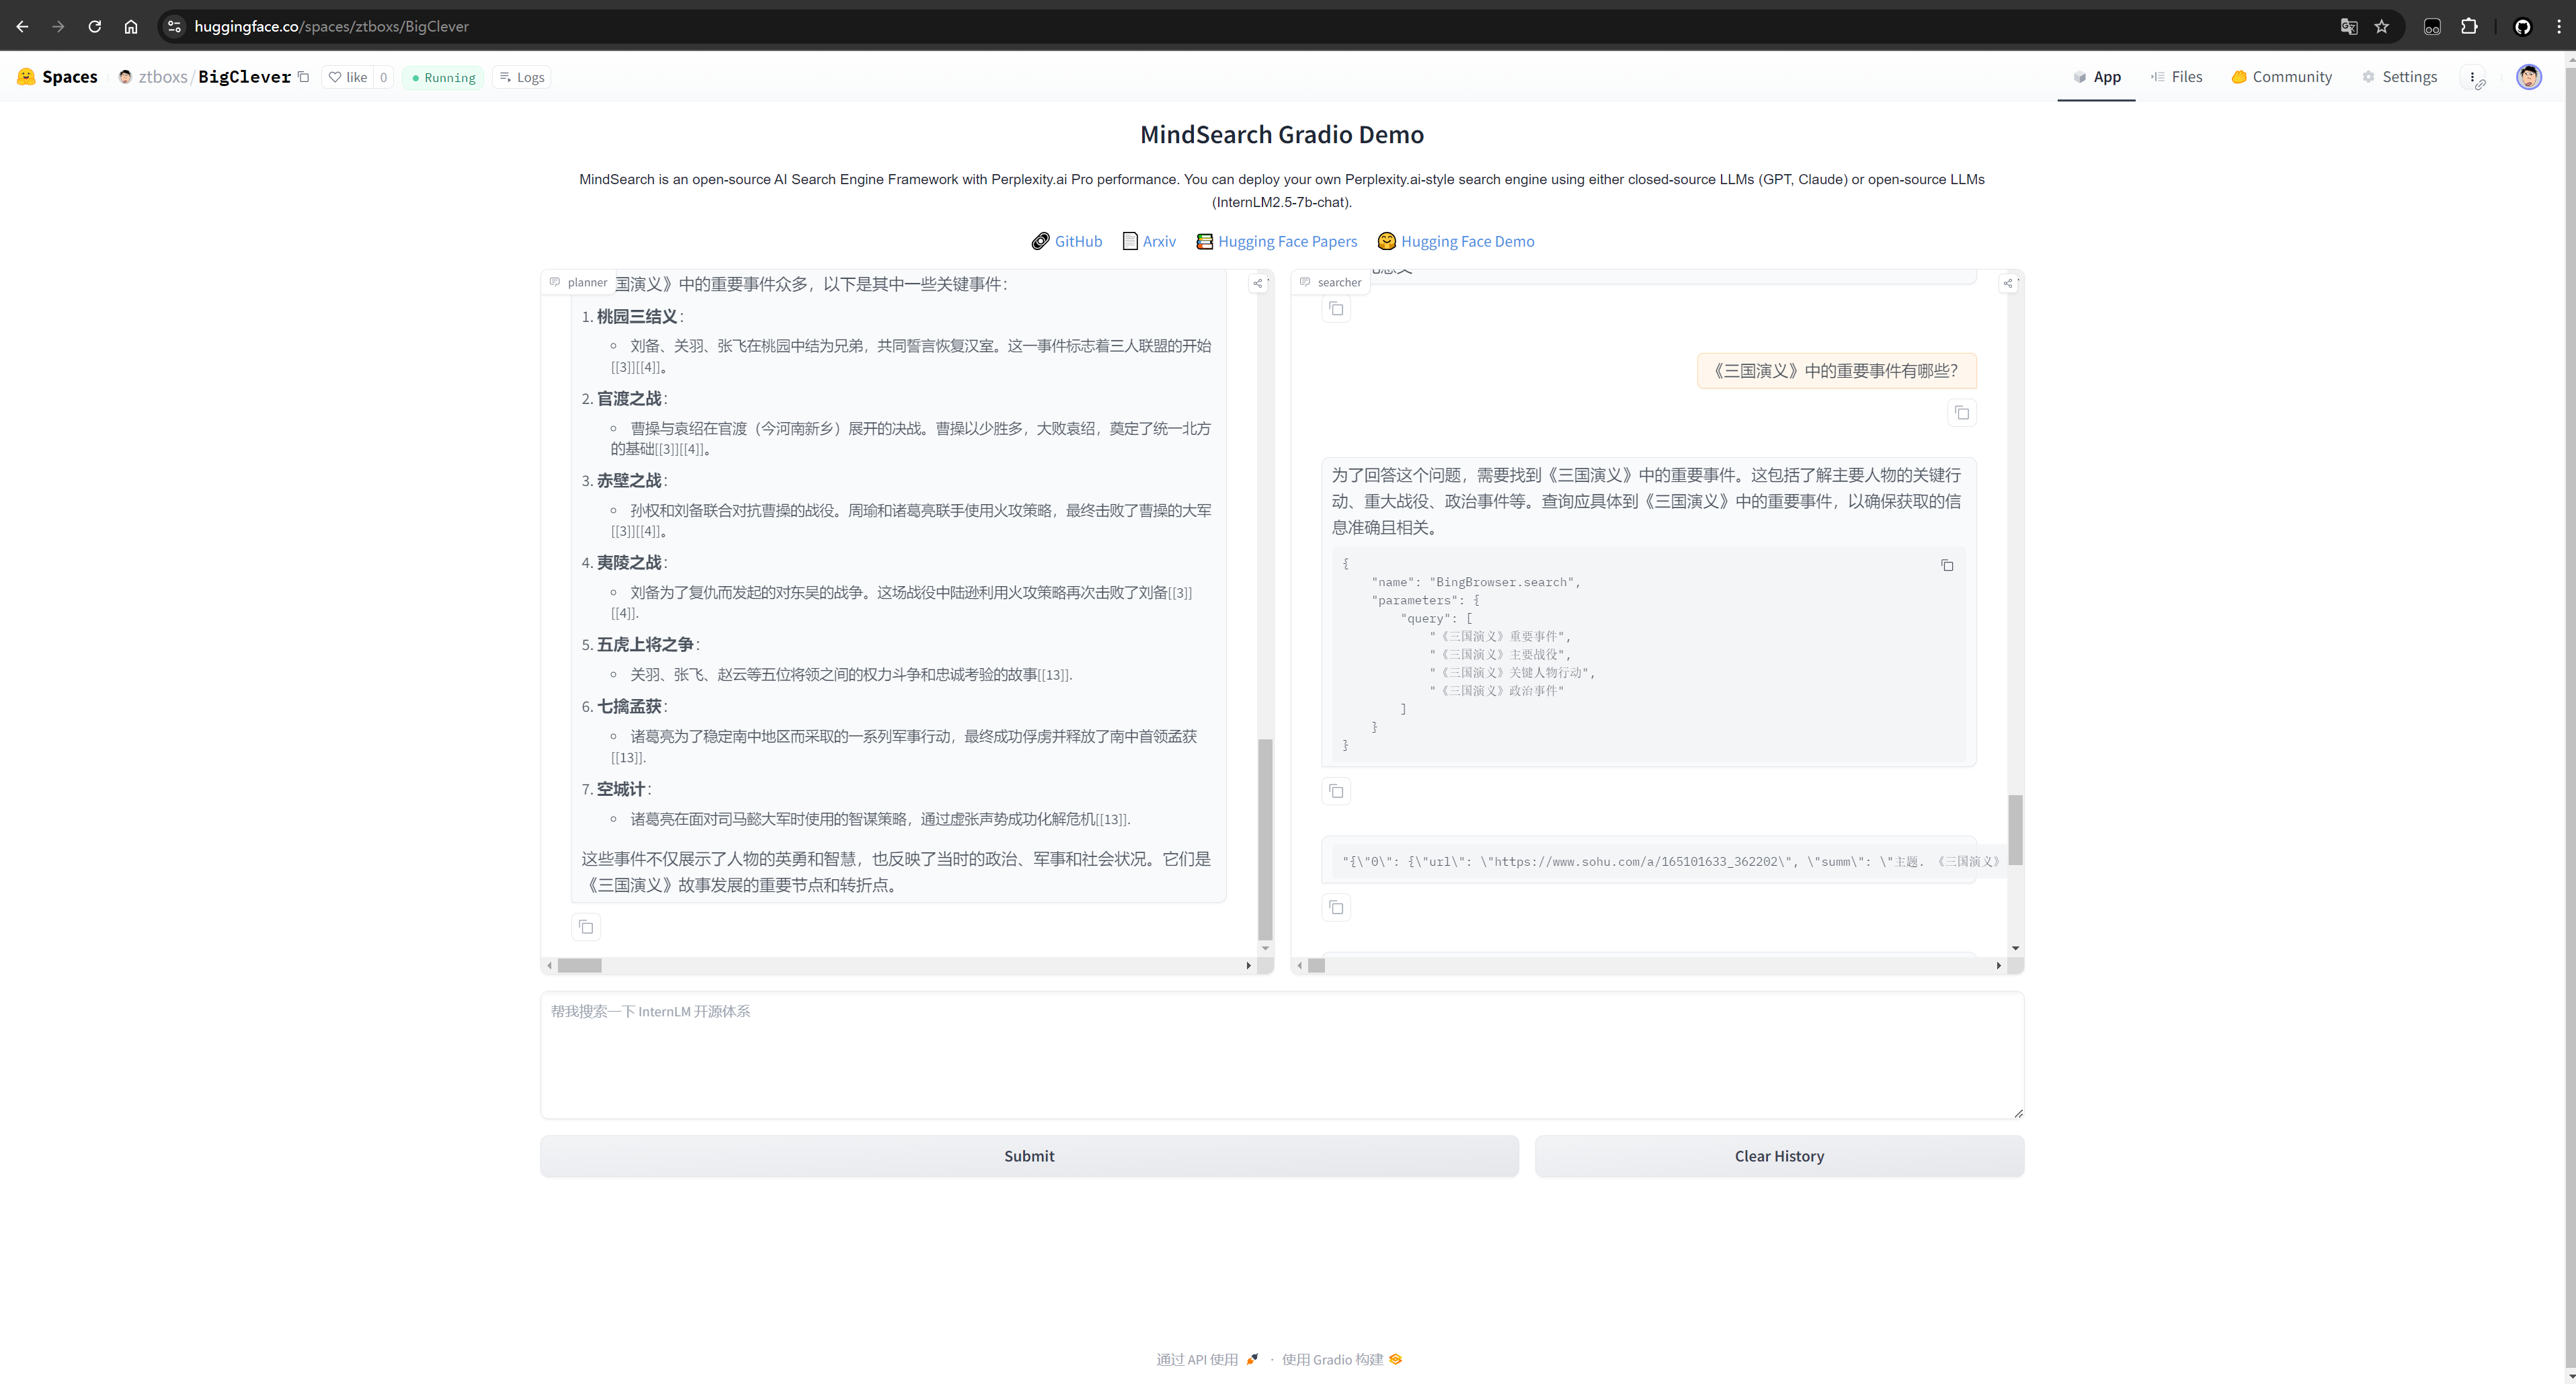 huggingface.co/spaces/ztboxs/BigClever
Spaces
ztboxs/BigClever
like 0
Running
Logs
App
Files
Community
Settings
MindSearch Gradio Demo
MindSearch is an open-source AI Search Engine Framework with Perplexity.ai Pro performance. You can deploy your own Perplexity.ai-style search engine using either closed-source LLMs (GPT, Claude) or open-source LLMs
(InternLM2.5-7b-chat).
GitHub
Arxiv
Hugging Face Papers
Hugging Face Demo
planner
国演义》中的重要事件众多，以下是其中一些关键事件：
1. 桃园三结义：
刘备、关羽、张飞在桃园中结为兄弟，共同誓言恢复汉室。这一事件标志着三人联盟的开始
[[3]][[4]]。
2. 官渡之战：
曹操与袁绍在官渡（今河南新乡）展开的决战。曹操以少胜多，大败袁绍，奠定了统一北方
的基础[[3]][[4]]。
3. 赤壁之战：
孙权和刘备联合对抗曹操的战役。周瑜和诸葛亮联手使用火攻策略，最终击败了曹操的大军
[[3]][[4]]。
4. 夷陵之战：
刘备为了复仇而发起的对东吴的战争。这场战役中陆逊利用火攻策略再次击败了刘备[[3]]
[[4]].
5. 五虎上将之争：
关羽、张飞、赵云等五位将领之间的权力斗争和忠诚考验的故事[[13]].
6. 七擒孟获：
诸葛亮为了稳定南中地区而采取的一系列军事行动，最终成功俘虏并释放了南中首领孟获
[[13]].
7. 空城计：
诸葛亮在面对司马懿大军时使用的智谋策略，通过虚张声势成功化解危机[[13]].
这些事件不仅展示了人物的英勇和智慧，也反映了当时的政治、军事和社会状况。它们是
《三国演义》故事发展的重要节点和转折点。
searcher
《三国演义》中的重要事件有哪些？
为了回答这个问题，需要找到《三国演义》中的重要事件。这包括了解主要人物的关键行
动、重大战役、政治事件等。查询应具体到《三国演义》中的重要事件，以确保获取的信
息准确且相关。
{
"name": "BingBrowser.search",
"parameters": {
"query": [
"《三国演义》重要事件",
"《三国演义》主要战役",
"《三国演义》关键人物行动",
"《三国演义》政治事件"
]
}
}
"{\"0\": {\"url\": \"https://www.sohu.com/a/165101633_362202\", \"summ\": \"主题. 《三国演义》
帮我搜索一下 InternLM 开源体系
Submit
Clear History
通过 API 使用 · 使用 Gradio 构建